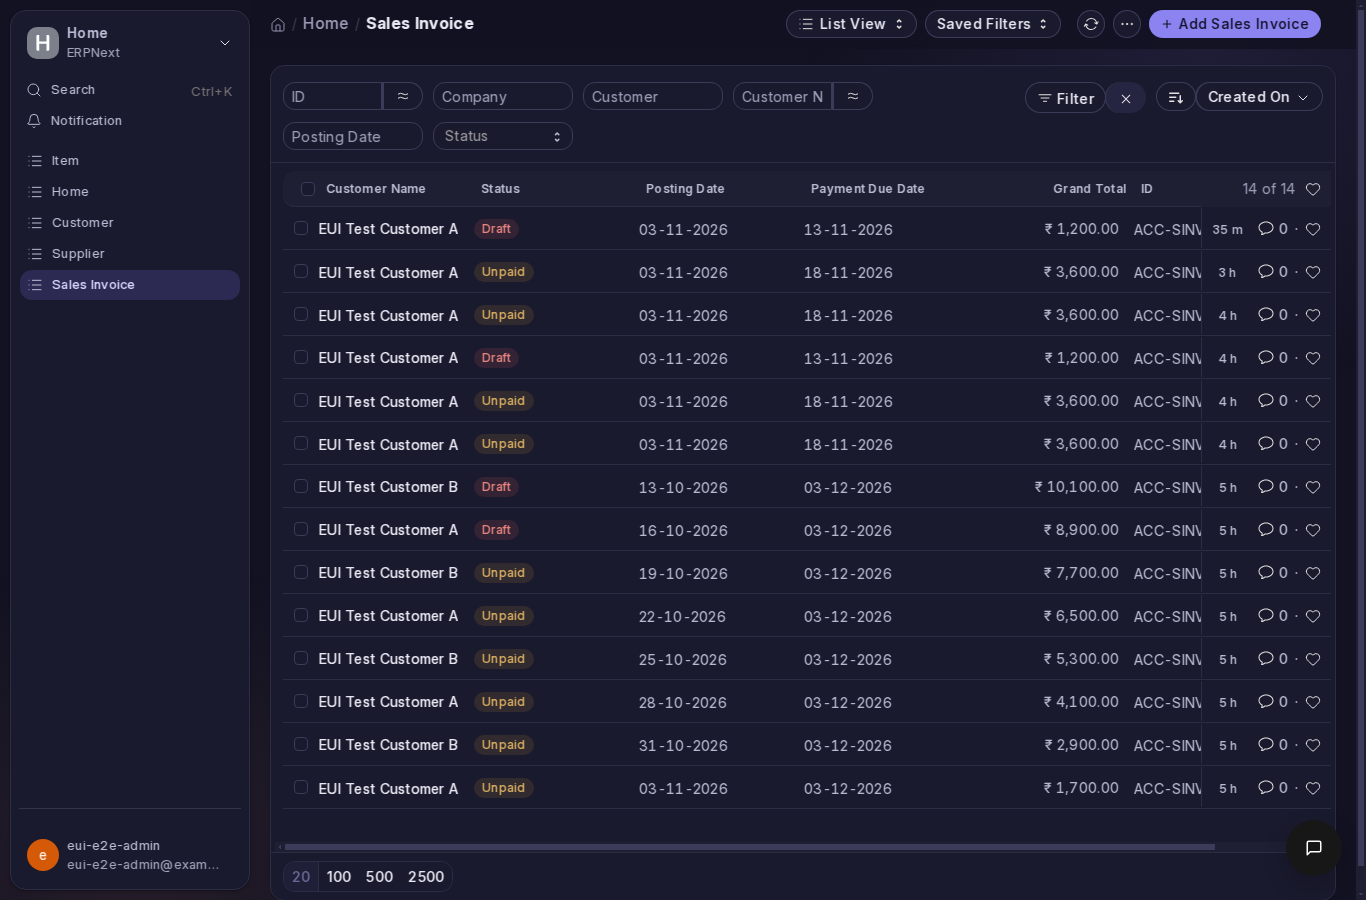 H
Home
ERPNext
Search Ctrl+K
Notification
Item
Home
Customer
Supplier
Sales Invoice
eui-e2e-admin
e
eui-e2e-admin@exam...
Home / Sales Invoice
List View
Saved Filters
+ Add Sales Invoice
ID ≈ Company Customer Customer N ≈
Filter × Created On
Posting Date Status
Customer Name Status Posting Date Payment Due Date Grand Total ID 14 of 14
EUI Test Customer A Draft 03-11-2026 13-11-2026 ₹ 1,200.00 ACC-SINV 35 m 0 ·
EUI Test Customer A Unpaid 03-11-2026 18-11-2026 ₹ 3,600.00 ACC-SINV 3 h 0 ·
EUI Test Customer A Unpaid 03-11-2026 18-11-2026 ₹ 3,600.00 ACC-SINV 4 h 0 ·
EUI Test Customer A Draft 03-11-2026 13-11-2026 ₹ 1,200.00 ACC-SINV 4 h 0 ·
EUI Test Customer A Unpaid 03-11-2026 18-11-2026 ₹ 3,600.00 ACC-SINV 4 h 0 ·
EUI Test Customer A Unpaid 03-11-2026 18-11-2026 ₹ 3,600.00 ACC-SINV 4 h 0 ·
EUI Test Customer B Draft 13-10-2026 03-12-2026 ₹ 10,100.00 ACC-SINV 5 h 0 ·
EUI Test Customer A Draft 16-10-2026 03-12-2026 ₹ 8,900.00 ACC-SINV 5 h 0 ·
EUI Test Customer B Unpaid 19-10-2026 03-12-2026 ₹ 7,700.00 ACC-SINV 5 h 0 ·
EUI Test Customer A Unpaid 22-10-2026 03-12-2026 ₹ 6,500.00 ACC-SINV 5 h 0 ·
EUI Test Customer B Unpaid 25-10-2026 03-12-2026 ₹ 5,300.00 ACC-SINV 5 h 0 ·
EUI Test Customer A Unpaid 28-10-2026 03-12-2026 ₹ 4,100.00 ACC-SINV 5 h 0 ·
EUI Test Customer B Unpaid 31-10-2026 03-12-2026 ₹ 2,900.00 ACC-SINV 5 h 0 ·
EUI Test Customer A Unpaid 03-11-2026 03-12-2026 ₹ 1,700.00 ACC-SINV 5 h 0 ·
20 100 500 2500